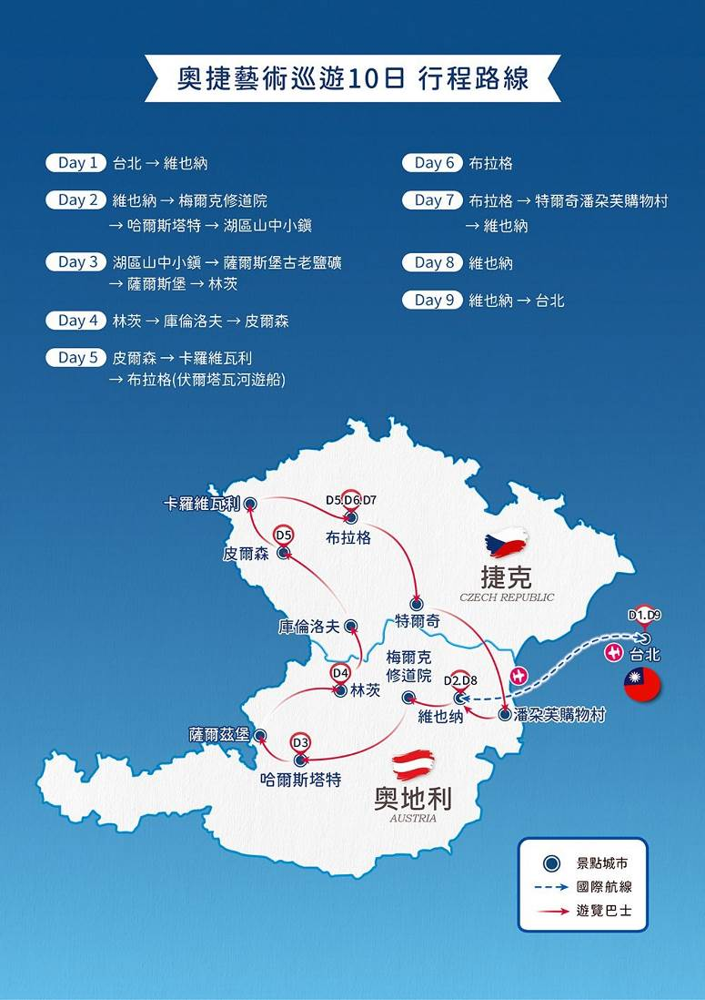 奧捷藝術巡遊10日 行程路線
Day 1 台北 → 維也納
Day 2 維也納 → 梅爾克修道院
→ 哈爾斯塔特 → 湖區山中小鎮
Day 3 湖區山中小鎮 → 薩爾斯堡古老鹽礦
→ 薩爾斯堡 → 林茨
Day 4 林茨 → 庫倫洛夫 → 皮爾森
Day 5 皮爾森 → 卡羅維瓦利
→ 布拉格(伏爾塔瓦河遊船)
Day 6 布拉格
Day 7 布拉格 → 特爾奇潘朶芙購物村
→ 維也納
Day 8 維也納
Day 9 維也納 → 台北
卡羅維瓦利
D5.D6.D7
布拉格
D5
皮爾森
捷克
CZECH REPUBLIC
庫倫洛夫
特爾奇
D1.D9
台北
梅爾克
修道院
D4
林茨
D2.D8
維也纳
潘朶芙購物村
薩爾茲堡
D3
哈爾斯塔特
奧地利
AUSTRIA
景點城市
國際航線
遊覽巴士